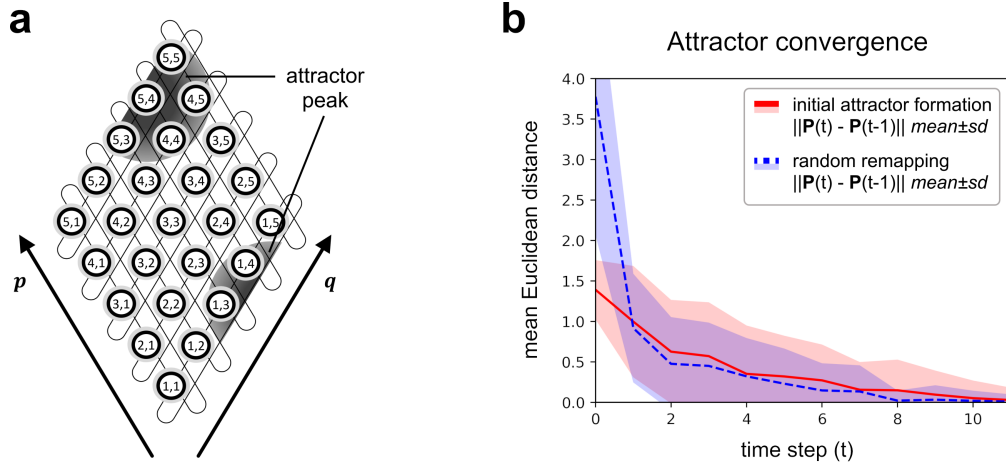 a
5,5
attractor
peak
5,4 4,5
5,3 4,4 3,5
5,2 4,3 3,4 2,5
5,1 4,2 3,3 2,4 1,5
4,1 3,2 2,3 1,4
3,1 2,2 1,3
2,1 1,2
1,1
p
q
b
Attractor convergence
mean Euclidean distance
4.0
3.5
3.0
2.5
2.0
1.5
1.0
0.5
0.0
initial attractor formation
||P(t) - P(t-1)|| mean±sd
random remapping
||P(t) - P(t-1)|| mean±sd
0 2 4 6 8 10
time step (t)